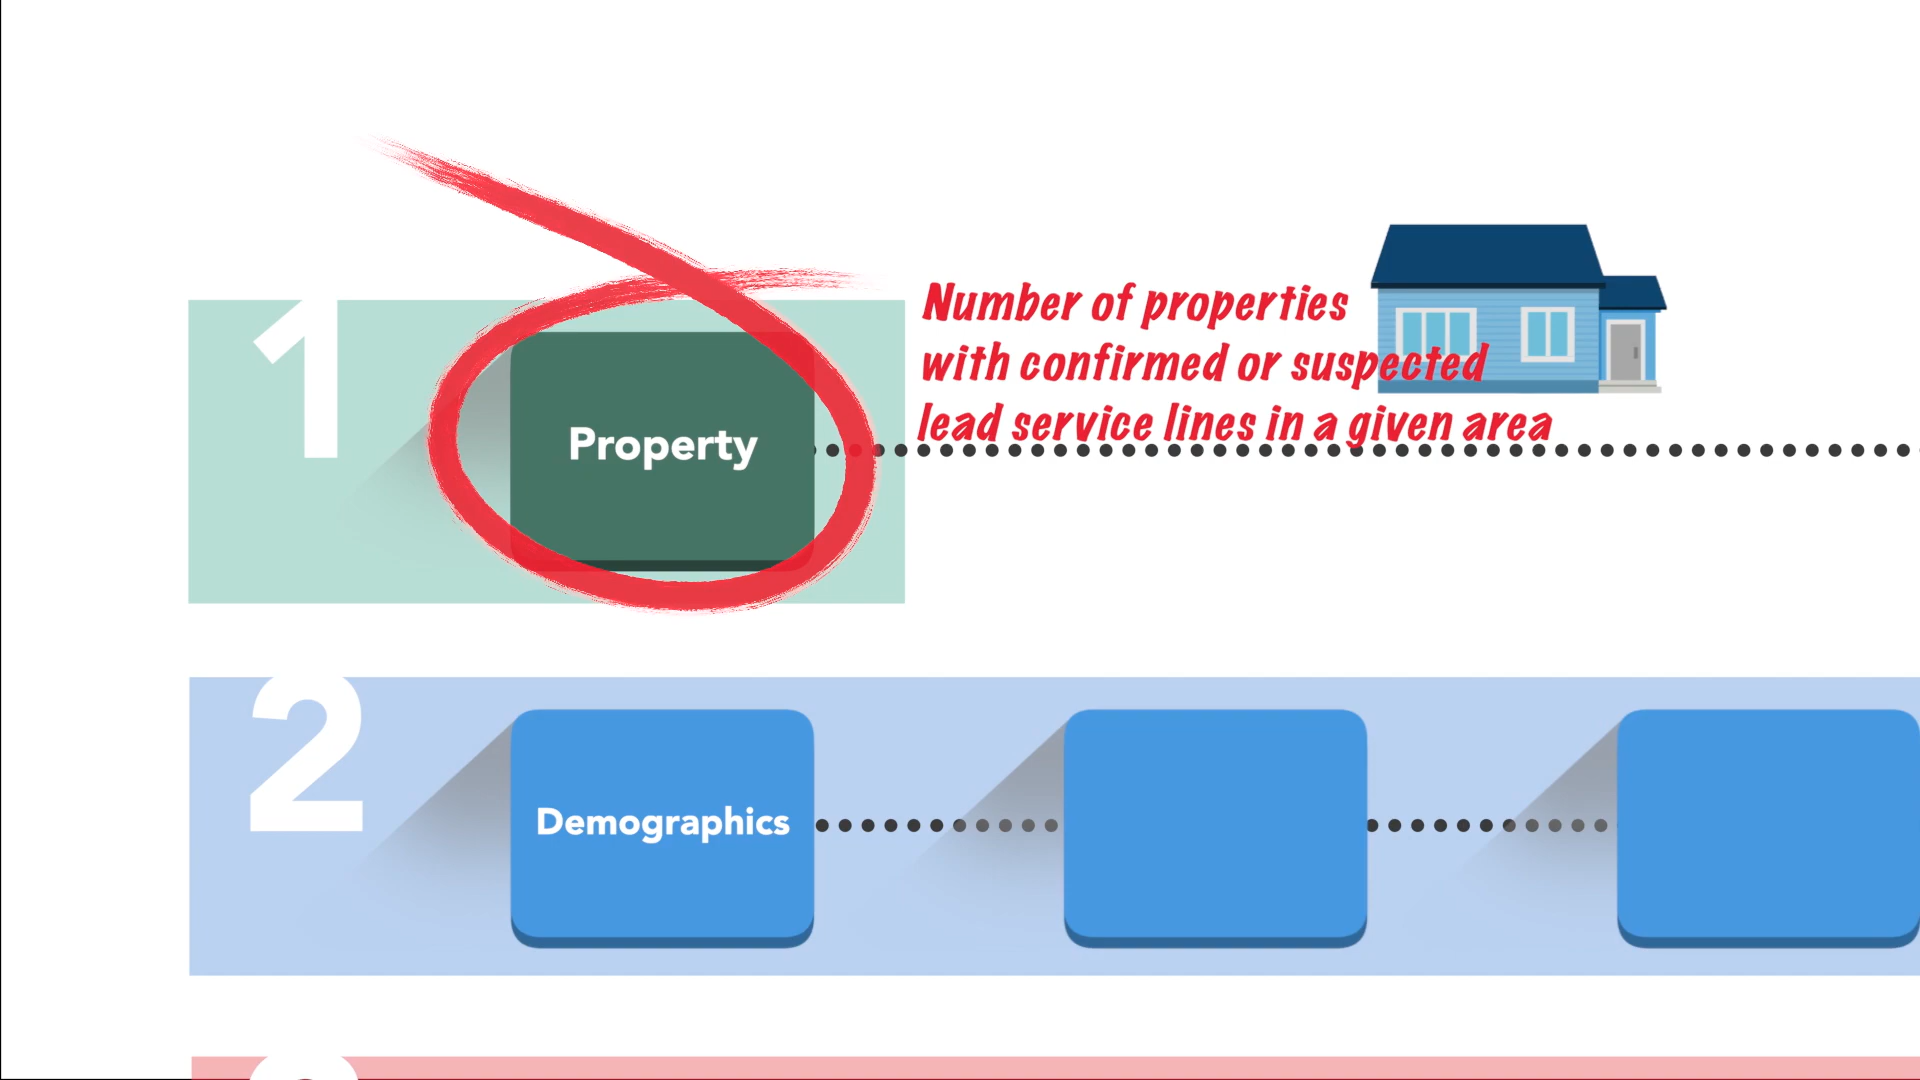 1
Property
Number of properties
with confirmed or suspected
lead service lines in a given area
2
Demographics